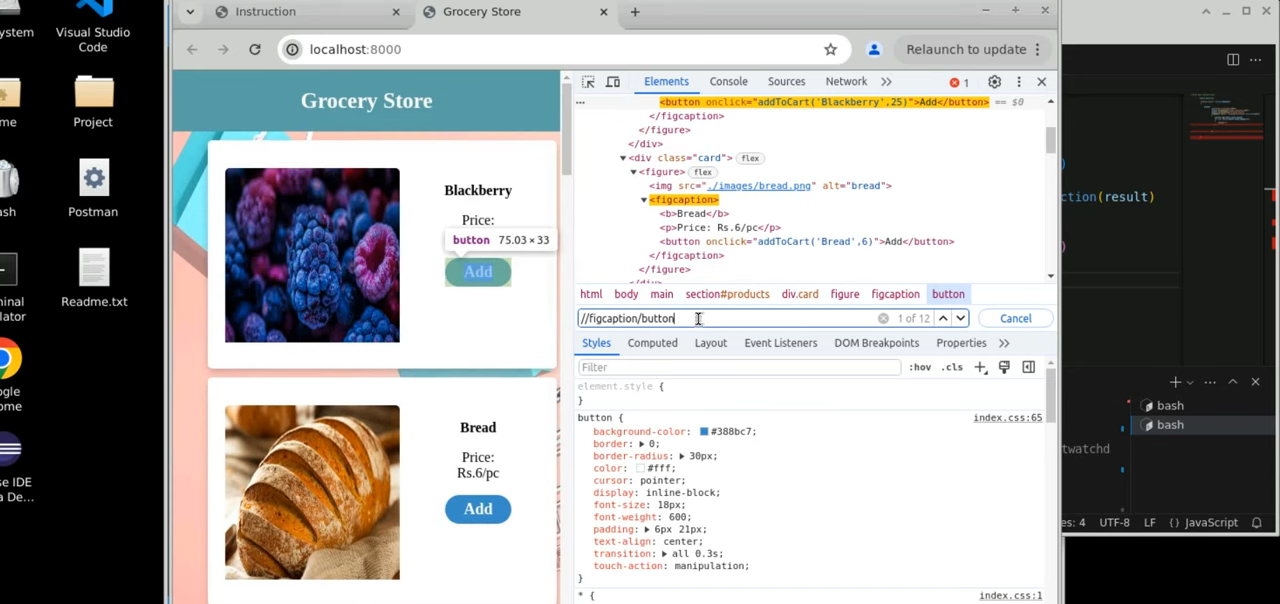 ystem
Visual Studio
Code
me
Project
ash
Postman
minal
lator
Readme.txt
ogle
ome
se IDE
a De...
Instruction
Grocery Store
localhost:8000
Relaunch to update
Grocery Store
Blackberry
Price:
button 75.03×33
Add
Bread
Price:
Rs.6/pc
Add
Elements
Console
Sources
Network
1
<button onclick="addToCart('Blackberry',25)">Add</button> == $0
</figcaption>
</figure>
</div>
<div class="card"> flex
<figure> flex
<img src="./images/bread.png" alt="bread">
<figcaption>
<b>Bread</b>
<p>Price: Rs.6/pc</p>
<button onclick="addToCart('Bread',6)">Add</button>
</figcaption>
</figure>
html body main section#products div.card figure figcaption button
//figcaption/button 1 of 12 Cancel
Styles Computed Layout Event Listeners DOM Breakpoints Properties
Filter :hov .cls
element.style {
}
button { index.css:65
background-color: #388bc7;
border: 0;
border-radius: 30px;
color: #fff;
cursor: pointer;
display: inline-block;
font-size: 18px;
font-weight: 600;
padding: 6px 21px;
text-align: center;
transition: all 0.3s;
touch-action: manipulation;
}
* { index.css:1
ction(result)
bash
bash
twatchd
es: 4 UTF-8 LF {} JavaScript